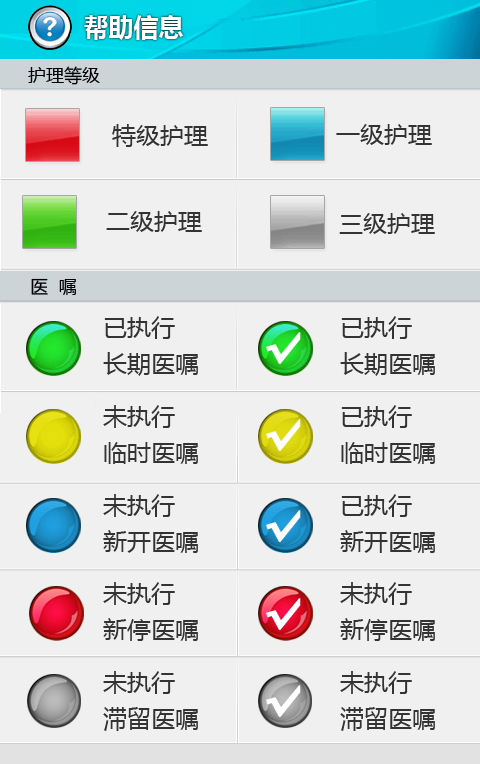 帮助信息
护理等级
特级护理
一级护理
二级护理
三级护理
医 嘱
已执行
长期医嘱
已执行
长期医嘱
未执行
临时医嘱
已执行
临时医嘱
未执行
新开医嘱
已执行
新开医嘱
未执行
新停医嘱
未执行
新停医嘱
未执行
滞留医嘱
未执行
滞留医嘱